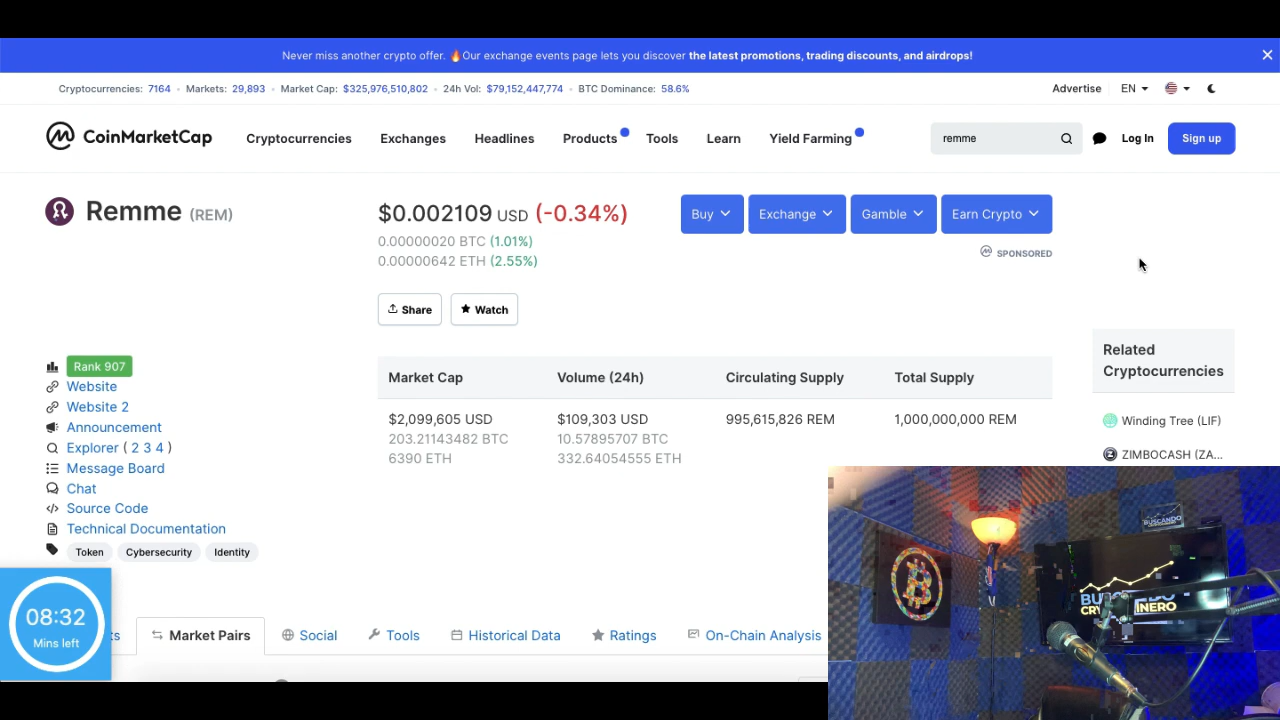 Never miss another crypto offer. 🔥Our exchange events page lets you discover the latest promotions, trading discounts, and airdrops!
Cryptocurrencies: 7164 • Markets: 29,893 • Market Cap: $325,976,510,802 • 24h Vol: $79,152,447,774 • BTC Dominance: 58.6%
Advertise EN
CoinMarketCap Cryptocurrencies Exchanges Headlines Products Tools Learn Yield Farming remme Log In Sign up
Remme (REM)
$0.002109 USD (-0.34%)
0.00000020 BTC (1.01%)
0.00000642 ETH (2.55%)
Buy Exchange Gamble Earn Crypto
SPONSORED
Share Watch
Rank 907
Website
Website 2
Announcement
Explorer ( 2 3 4 )
Message Board
Chat
Source Code
Technical Documentation
Token Cybersecurity Identity
Market Cap Volume (24h) Circulating Supply Total Supply
$2,099,605 USD $109,303 USD 995,615,826 REM 1,000,000,000 REM
203.21143482 BTC 10.57895707 BTC
6390 ETH 332.64054555 ETH
Related
Cryptocurrencies
Winding Tree (LIF)
ZIMBOCASH (ZA...
08:32
Mins left
Market Pairs Social Tools Historical Data Ratings On-Chain Analysis
BUSCANDO